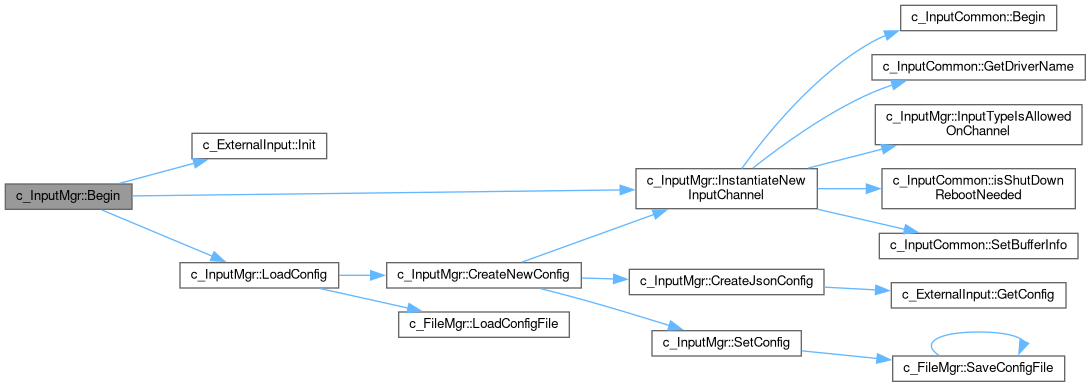 c_InputCommon::Begin
c_InputCommon::GetDriverName
c_InputMgr::InputTypeIsAllowed
OnChannel
c_ExternalInput::Init
c_InputMgr::Begin
c_InputMgr::InstantiateNew
InputChannel
c_InputCommon::isShutDown
RebootNeeded
c_InputCommon::SetBufferInfo
c_InputMgr::LoadConfig
c_InputMgr::CreateNewConfig
c_InputMgr::CreateJsonConfig
c_ExternalInput::GetConfig
c_FileMgr::LoadConfigFile
c_InputMgr::SetConfig
c_FileMgr::SaveConfigFile